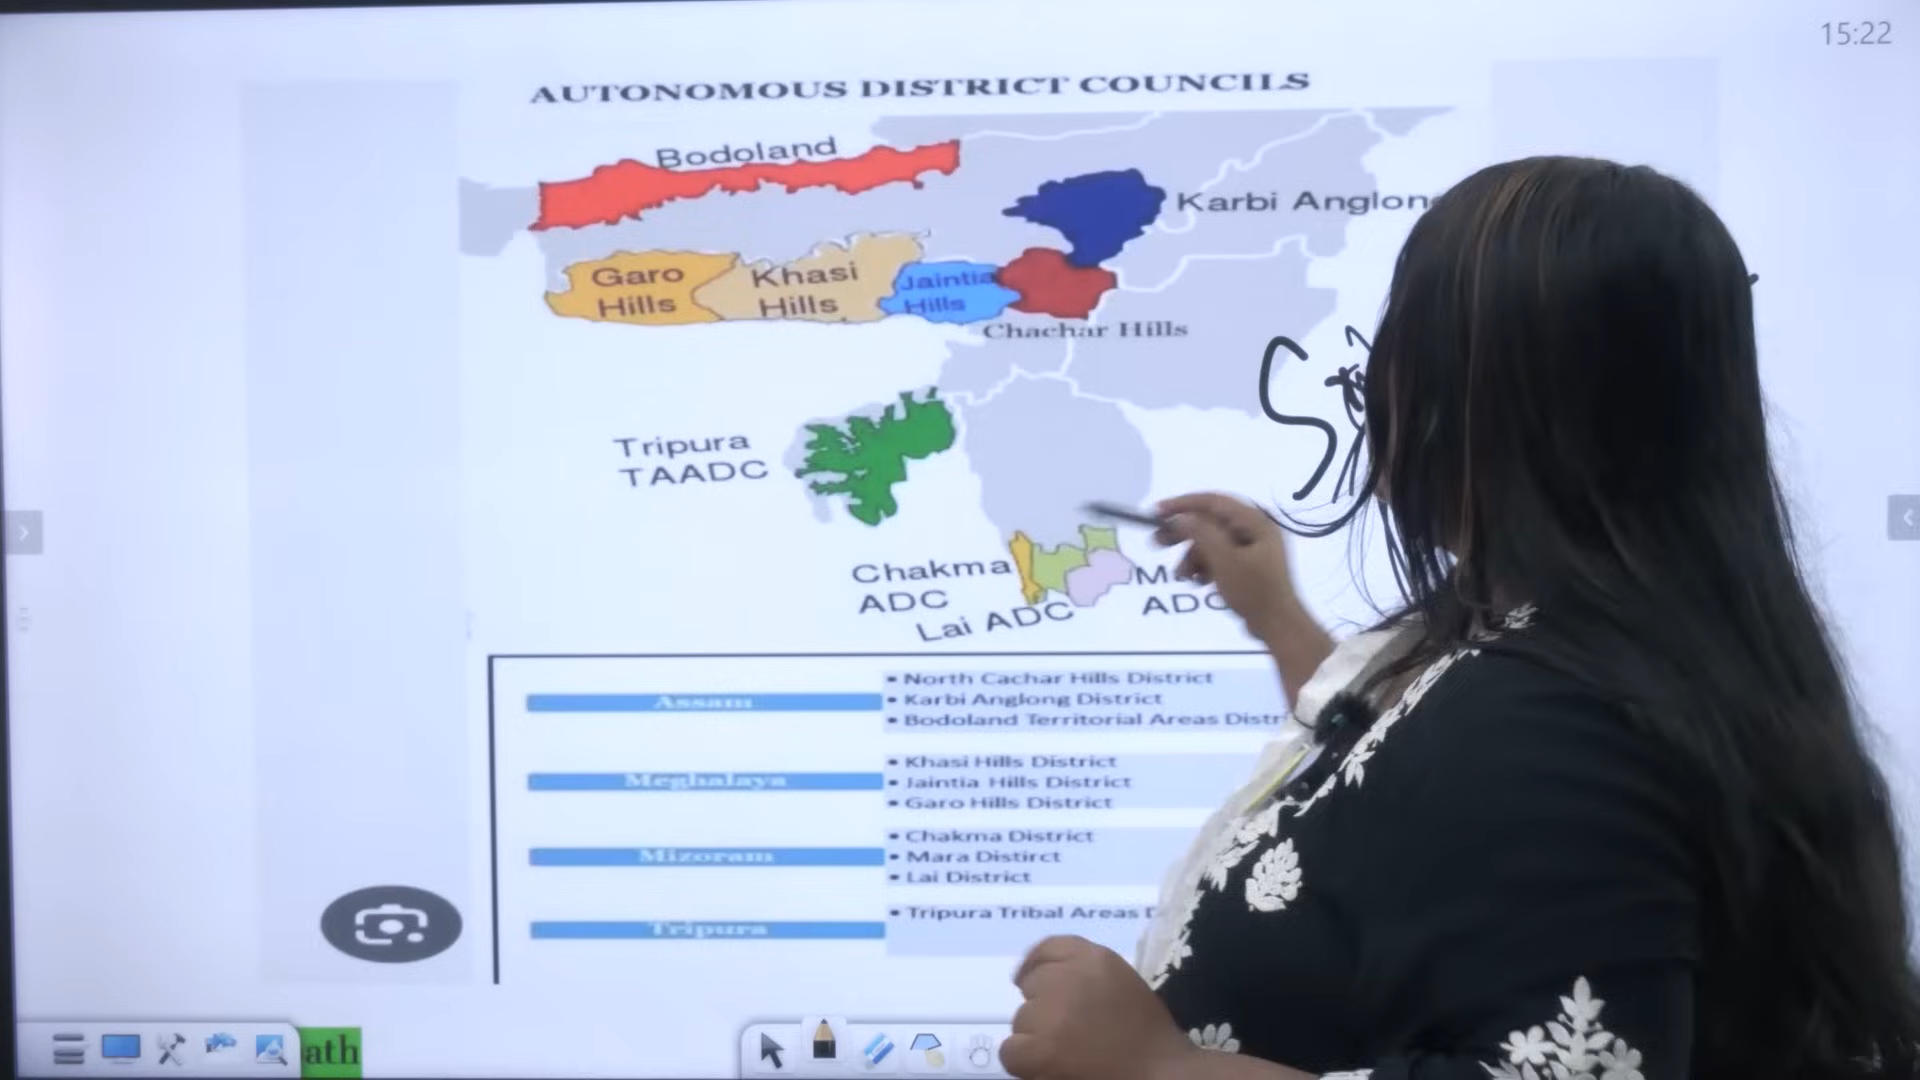 15:22
AUTONOMOUS DISTRICT COUNCILS
Bodoland
Karbi Anglon
Garo
Hills
Khasi
Hills
Jaintia
Hills
Chachar Hills
Tripura
TAADC
Chakma
ADC
Lai ADC
ADC
Assam
• North Cachar Hills District
• Karbi Anglong District
• Bodoland Territorial Areas Distr
Meghalaya
• Khasi Hills District
• Jaintia Hills District
• Garo Hills District
Mizoram
• Chakma District
• Mara Distirct
• Lai District
Tripura
• Tripura Tribal Areas D
ath